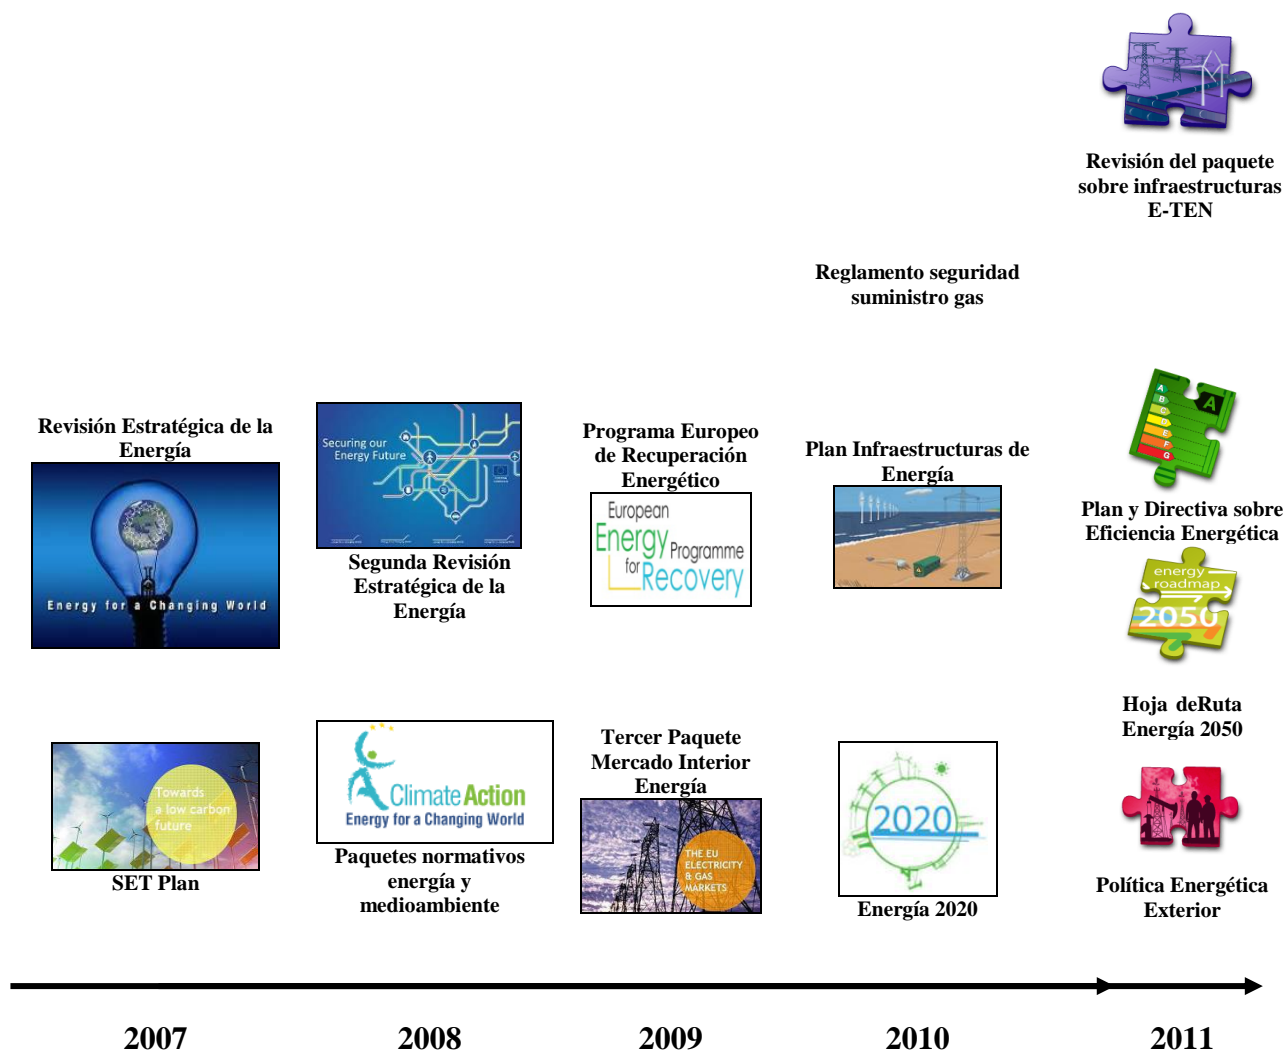 Revisión del paquete
sobre infraestructuras
E-TEN
Reglamento seguridad
suministro gas
Revisión Estratégica de la
Energía
Energy for a Changing World
Securing our
Energy Future
Segunda Revisión
Estratégica de la
Energía
Programa Europeo
de Recuperación
Energético
European
Energy Programme
for Recovery
Plan Infraestructuras de
Energía
A
B
C
D
E
F
G
A
Plan y Directiva sobre
Eficiencia Energética
energy
roadmap
2050
Hoja deRuta
Energía 2050
Towards
a low carbon
future
SET Plan
Climate Action
Energy for a Changing World
Paquetes normativos
energía y
medioambiente
Tercer Paquete
Mercado Interior
Energía
THE EU
ELECTRICITY
& GAS
MARKETS
2020
Energía 2020
Política Energética
Exterior
2007
2008
2009
2010
2011